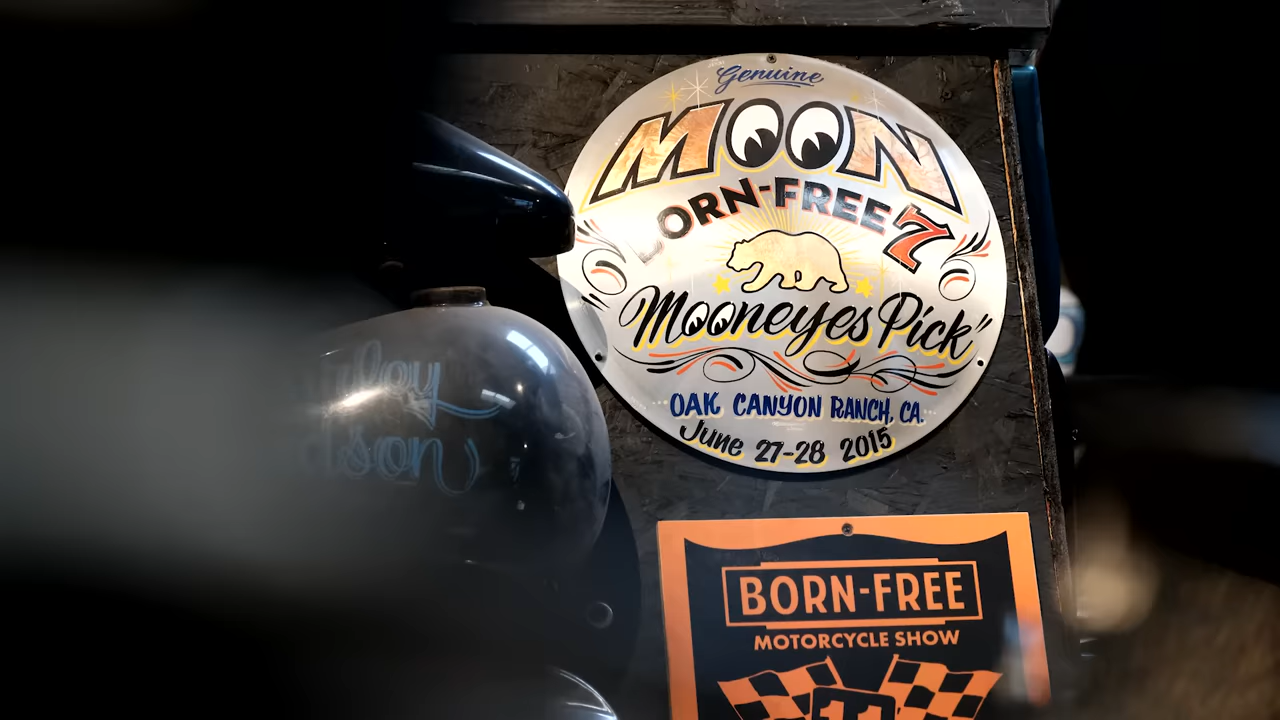 Genuine
MOON
BORN-FREE 7
Mooneyes Pick"
OAK CANYON RANCH, CA.
June 27-28 2015
BORN-FREE
MOTORCYCLE SHOW
11